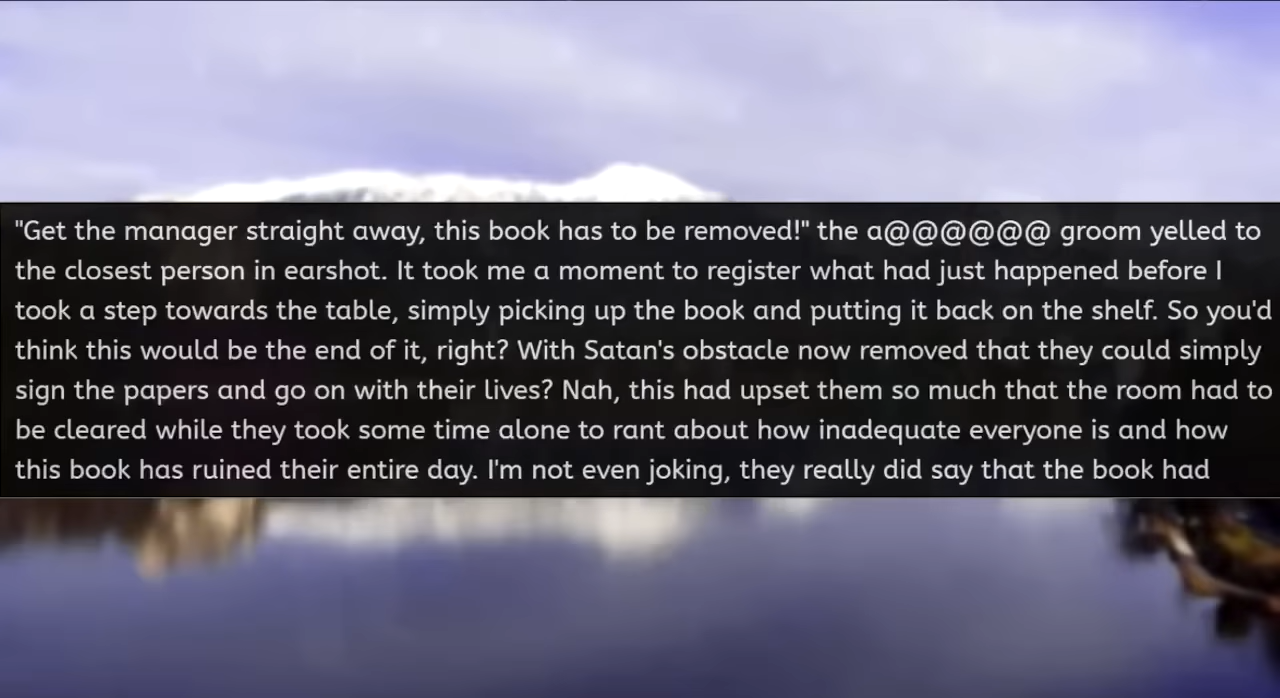 "Get the manager straight away, this book has to be removed!" the a@@@@@@ groom yelled to
the closest person in earshot. It took me a moment to register what had just happened before I
took a step towards the table, simply picking up the book and putting it back on the shelf. So you'd
think this would be the end of it, right? With Satan's obstacle now removed that they could simply
sign the papers and go on with their lives? Nah, this had upset them so much that the room had to
be cleared while they took some time alone to rant about how inadequate everyone is and how
this book has ruined their entire day. I'm not even joking, they really did say that the book had